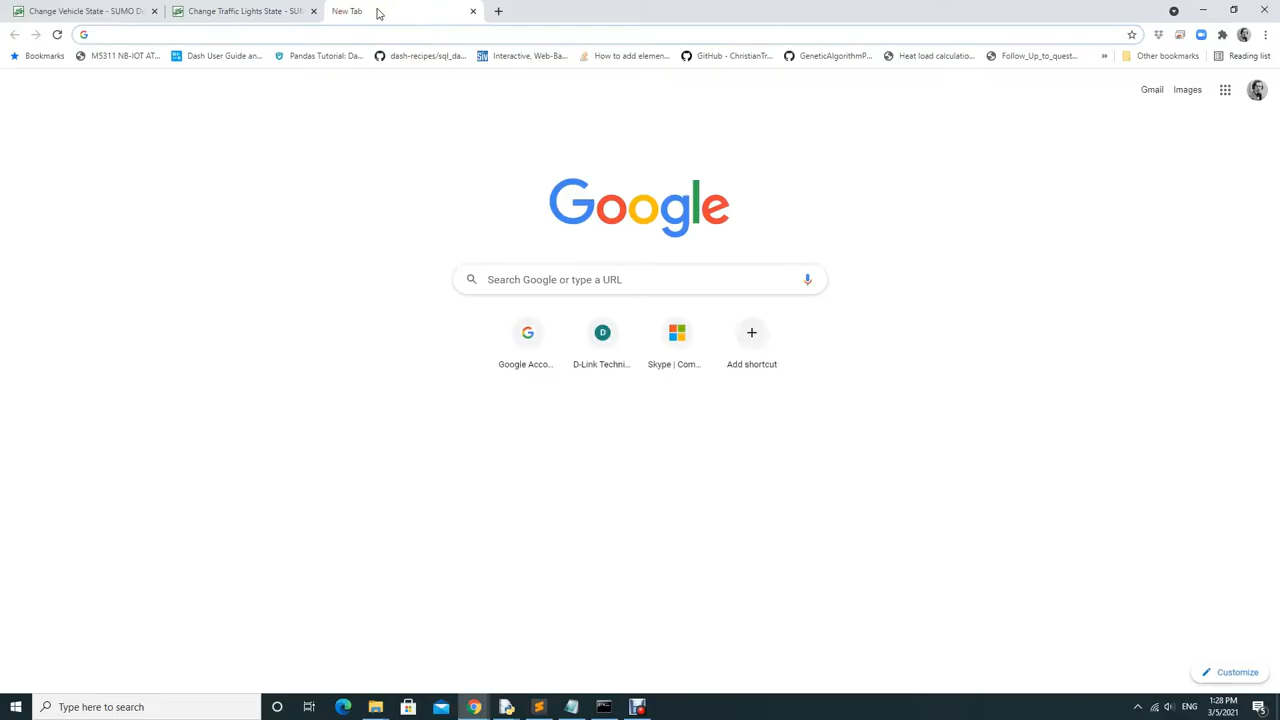 Change Vehicle State - SUMO D
Change Traffic Lights State - SUM
New Tab
Bookmarks
M5311 NB-IOT AT...
Dash User Guide an...
Pandas Tutorial: Da...
dash-recipes/sql_da...
Interactive, Web-Ba...
How to add elemen...
GitHub - ChristianTr...
GeneticAlgorithmP...
Heat load calculatio...
Follow_Up_to_quest...
»
Other bookmarks
Reading list
Gmail
Images
Google
Search Google or type a URL
D
Google Acco...
D-Link Techni...
Skype | Com...
Add shortcut
Customize
Type here to search
ENG
1:28 PM
3/5/2021
5